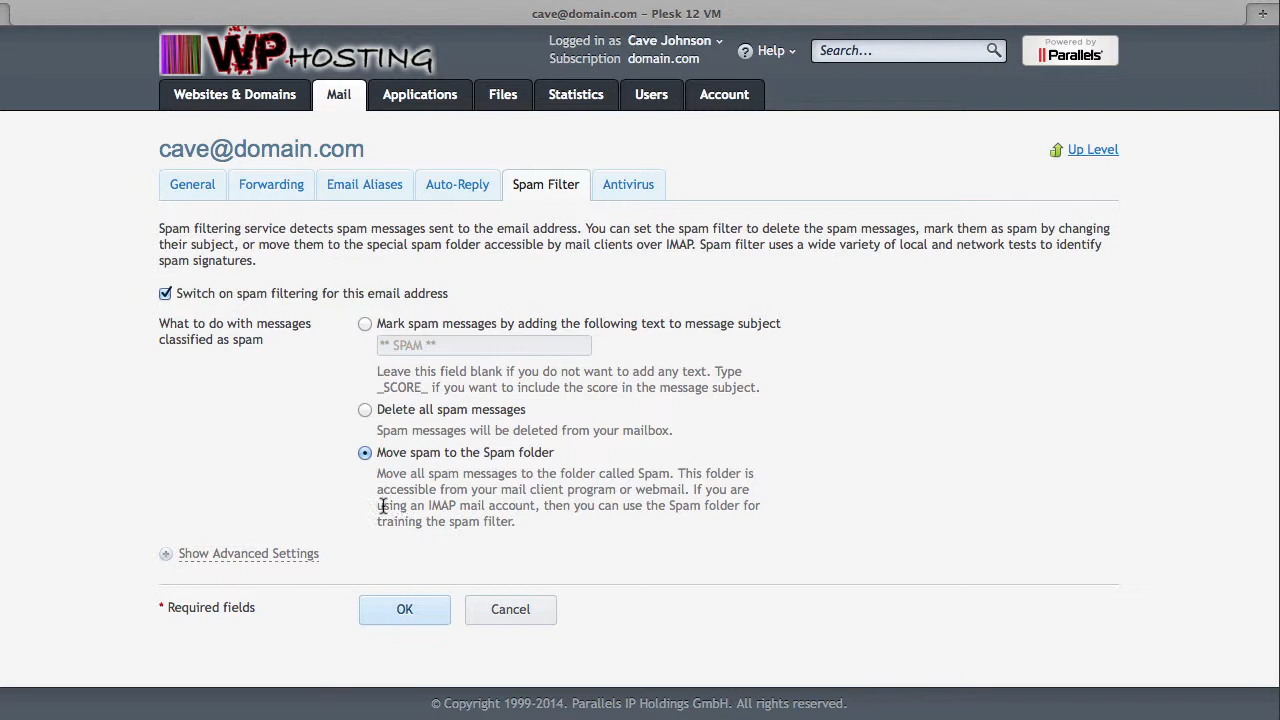 cave@domain.com – Plesk 12 VM
WPHOSTING
Logged in as Cave Johnson
Subscription domain.com
Help
Search...
Powered by
Parallels
Websites & Domains
Mail
Applications
Files
Statistics
Users
Account
cave@domain.com
Up Level
General
Forwarding
Email Aliases
Auto-Reply
Spam Filter
Antivirus
Spam filtering service detects spam messages sent to the email address. You can set the spam filter to delete the spam messages, mark them as spam by changing
their subject, or move them to the special spam folder accessible by mail clients over IMAP. Spam filter uses a wide variety of local and network tests to identify
spam signatures.
Switch on spam filtering for this email address
What to do with messages
classified as spam
Mark spam messages by adding the following text to message subject
** SPAM **
Leave this field blank if you do not want to add any text. Type
_SCORE_ if you want to include the score in the message subject.
Delete all spam messages
Spam messages will be deleted from your mailbox.
Move spam to the Spam folder
Move all spam messages to the folder called Spam. This folder is
accessible from your mail client program or webmail. If you are
using an IMAP mail account, then you can use the Spam folder for
training the spam filter.
Show Advanced Settings
* Required fields
OK
Cancel
© Copyright 1999-2014. Parallels IP Holdings GmbH. All rights reserved.